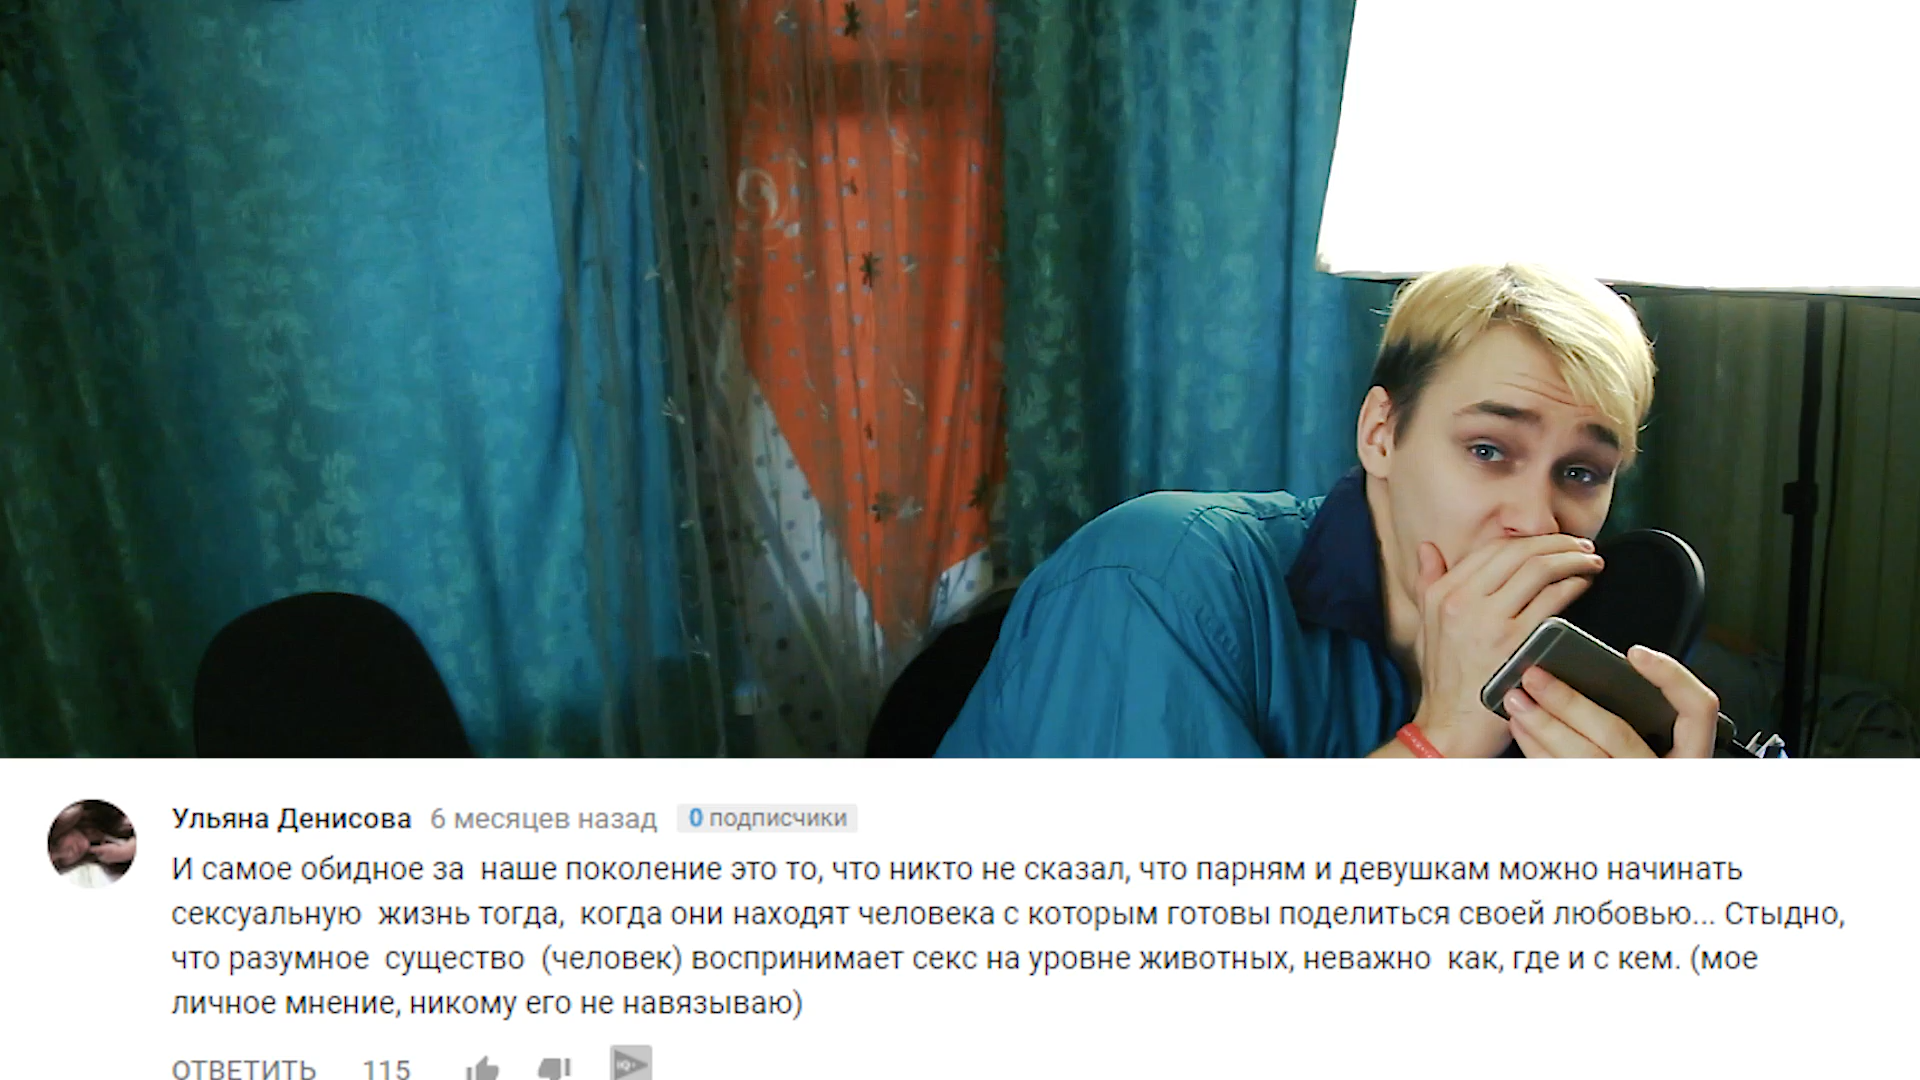 Ульяна Денисова 6 месяцев назад 0 подписчики
И самое обидное за наше поколение это то, что никто не сказал, что парням и девушкам можно начинать
сексуальную жизнь тогда, когда они находят человека с которым готовы поделиться своей любовью... Стыдно,
что разумное существо (человек) воспринимает секс на уровне животных, неважно как, где и с кем. (мое
личное мнение, никому его не навязываю)
ОТВЕТИТЬ 115